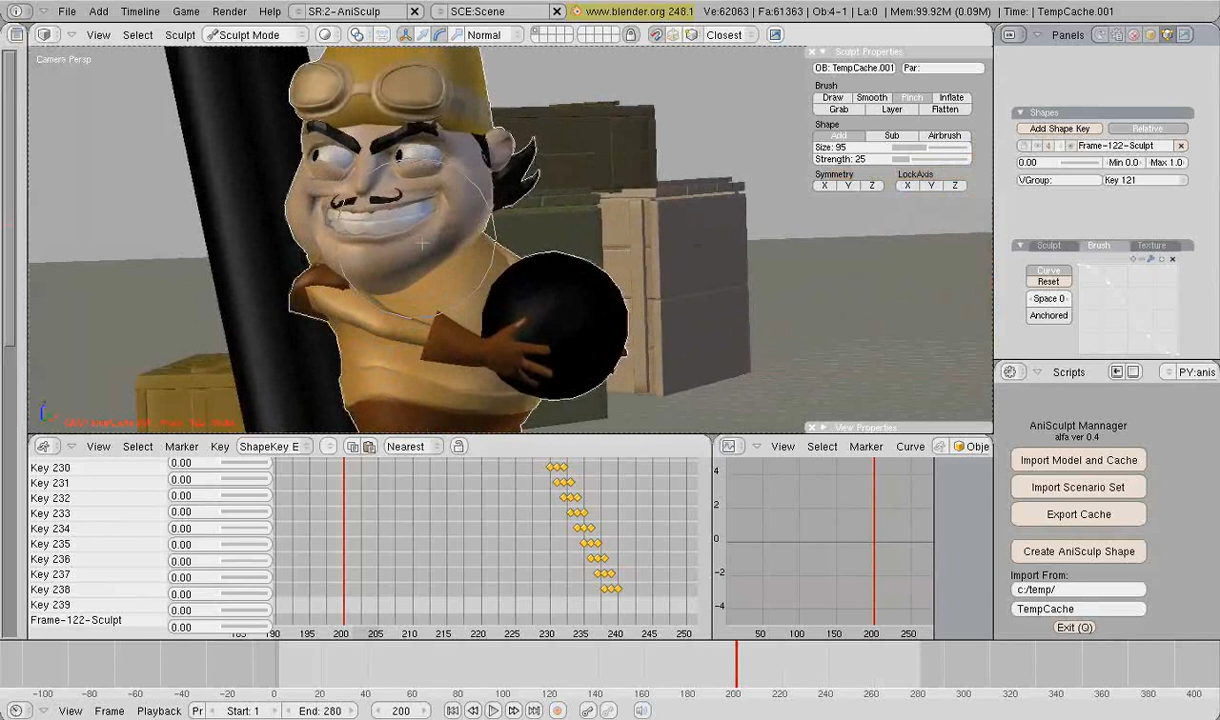 File Add Timeline Game Render Help SR:2-AniSculp SCE:Scene www.blender.org 248.1 Ve:62063 | Fa:61363 | Ob:4-1 | La:0 | Mem:99.92M (0.09M) | Time: | TempCache.001
View Select Sculpt Sculpt Mode Normal Closest Panels
Camera Persp
Sculpt Properties
OB: TempCache.001 Par:
Brush
Draw Smooth Pinch Inflate
Grab Layer Flatten
Shape
Add Sub Airbrush
Size: 95
Strength: 25
Symmetry LockAxis
X Y Z X Y Z
View Properties
Shapes
Add Shape Key Relative
Frame-122-Sculpt
0.00 Min 0.0 Max 1.0
VGroup: Key 121
Sculpt Brush Texture
Curve
Reset
Space 0
Anchored
Scripts PY:anis
AniSculpt Mannager
alfa ver 0.4
Import Model and Cache
Import Scenario Set
Export Cache
Create AniSculp Shape
Import From:
c:/temp/
TempCache
Exit (Q)
View Select Marker Key ShapeKey E Nearest
Key 230 0.00
Key 231 0.00
Key 232 0.00
Key 233 0.00
Key 234 0.00
Key 235 0.00
Key 236 0.00
Key 237 0.00
Key 238 0.00
Key 239 0.00
Frame-122-Sculpt 0.00
185 190 195 200 205 210 215 220 225 230 235 240 245 250
View Select Marker Curve Obje
4
2
0
-2
-4
50 100 150 200 250
-100 -80 -60 -40 -20 0 20 40 60 80 100 120 140 160 180 200 220 240 260 280 300 320 340 360 380
View Frame Playback Pr Start: 1 End: 280 200